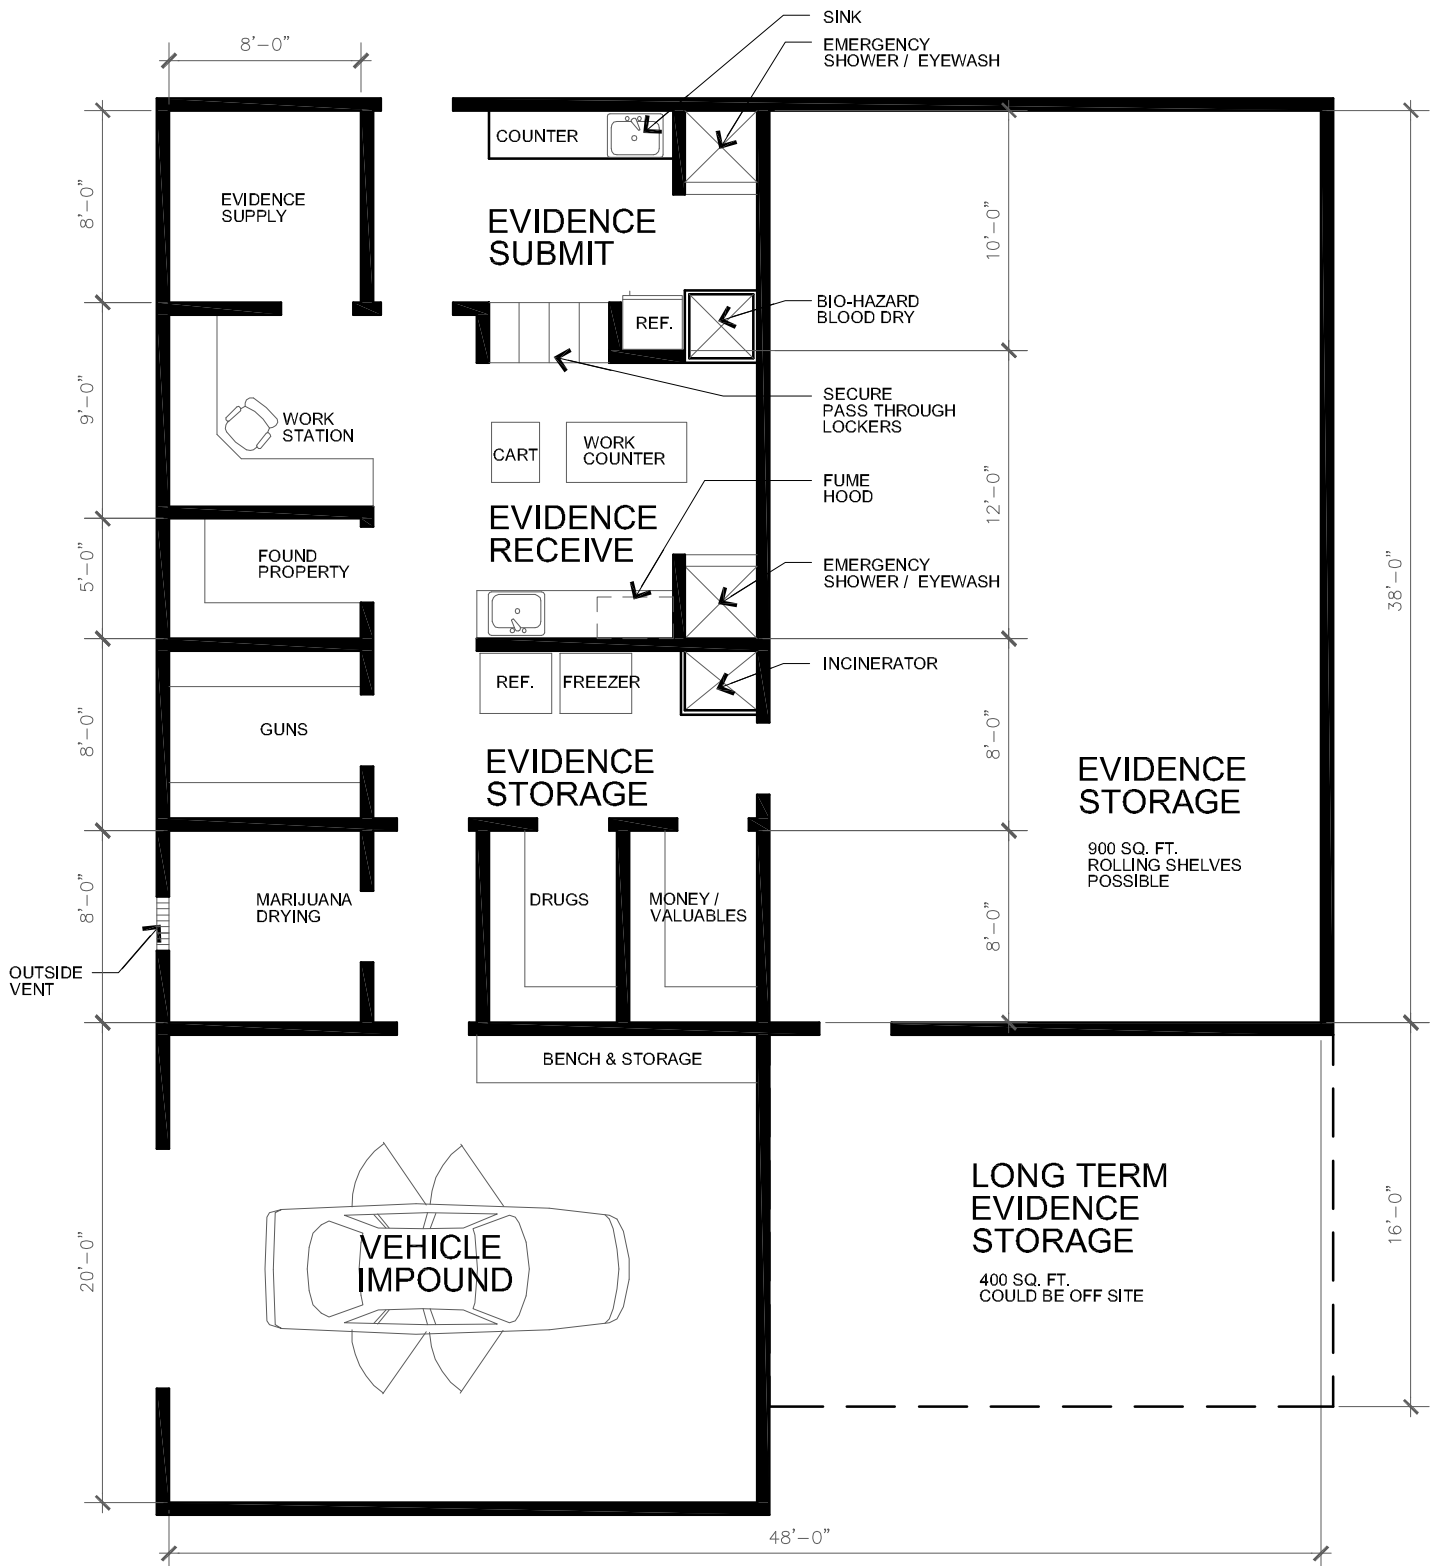 SINK
8'-0"
EMERGENCY
SHOWER / EYEWASH
COUNTER
EVIDENCE
SUPPLY
8'-0"
EVIDENCE
SUBMIT
10'-0"
BIO-HAZARD
BLOOD DRY
REF.
SECURE
PASS THROUGH
LOCKERS
9'-0"
WORK
STATION
CART
WORK
COUNTER
FUME
HOOD
12'-0"
EVIDENCE
RECEIVE
5'-0"
FOUND
PROPERTY
EMERGENCY
SHOWER / EYEWASH
38'-0"
INCINERATOR
REF.
FREEZER
8'-0"
GUNS
8'-0"
EVIDENCE
STORAGE
EVIDENCE
STORAGE
900 SQ. FT.
ROLLING SHELVES
POSSIBLE
8'-0"
MARIJUANA
DRYING
DRUGS
MONEY /
VALUABLES
8'-0"
OUTSIDE
VENT
BENCH & STORAGE
LONG TERM
EVIDENCE
STORAGE
400 SQ. FT.
COULD BE OFF SITE
16'-0"
20'-0"
VEHICLE
IMPOUND
48'-0"